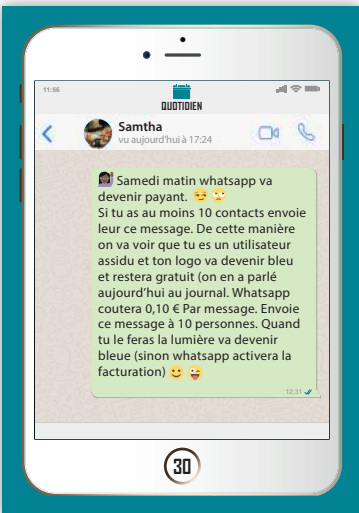 11:56
QUOTIDIEN
Samtha
vu aujourd'hui à 17:24
Samedi matin whatsapp va
devenir payant.
Si tu as au moins 10 contacts envoie
leur ce message. De cette manière
on va voir que tu es un utilisateur
assidu et ton logo va devenir bleu
et restera gratuit (on en a parlé
aujourd'hui au journal. Whatsapp
coutera 0,10 € Par message. Envoie
ce message à 10 personnes. Quand
tu le feras la lumière va devenir
bleue (sinon whatsapp activera la
facturation)
12:31
30